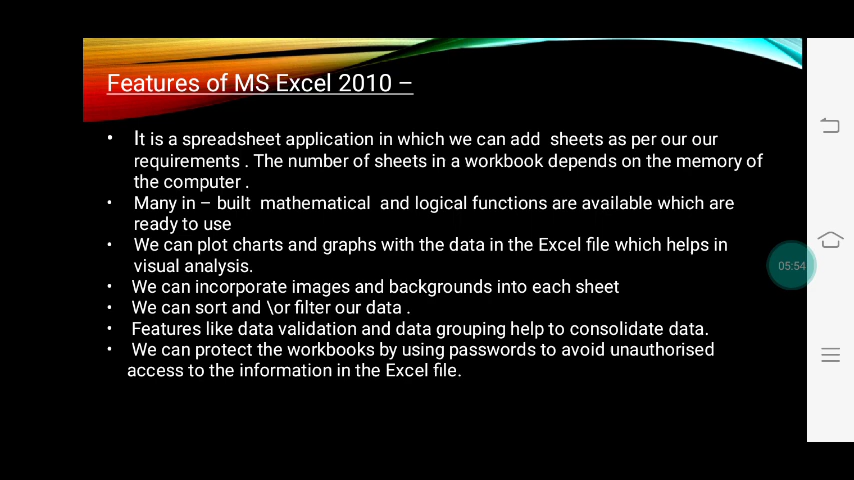 Features of MS Excel 2010 –
• It is a spreadsheet application in which we can add sheets as per our our
requirements . The number of sheets in a workbook depends on the memory of
the computer .
• Many in – built mathematical and logical functions are available which are
ready to use
• We can plot charts and graphs with the data in the Excel file which helps in
visual analysis.
• We can incorporate images and backgrounds into each sheet
• We can sort and \or filter our data .
• Features like data validation and data grouping help to consolidate data.
• We can protect the workbooks by using passwords to avoid unauthorised
access to the information in the Excel file.
05:54